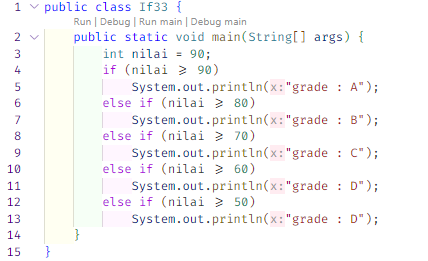 1 public class If33 {
Run | Debug | Run main | Debug main
2 public static void main(String[] args) {
3 int nilai = 90;
4 if (nilai ≥ 90)
5 System.out.println(x:"grade : A");
6 else if (nilai ≥ 80)
7 System.out.println(x:"grade : B");
8 else if (nilai ≥ 70)
9 System.out.println(x:"grade : C");
10 else if (nilai ≥ 60)
11 System.out.println(x:"grade : D");
12 else if (nilai ≥ 50)
13 System.out.println(x:"grade : D");
14 }
15 }